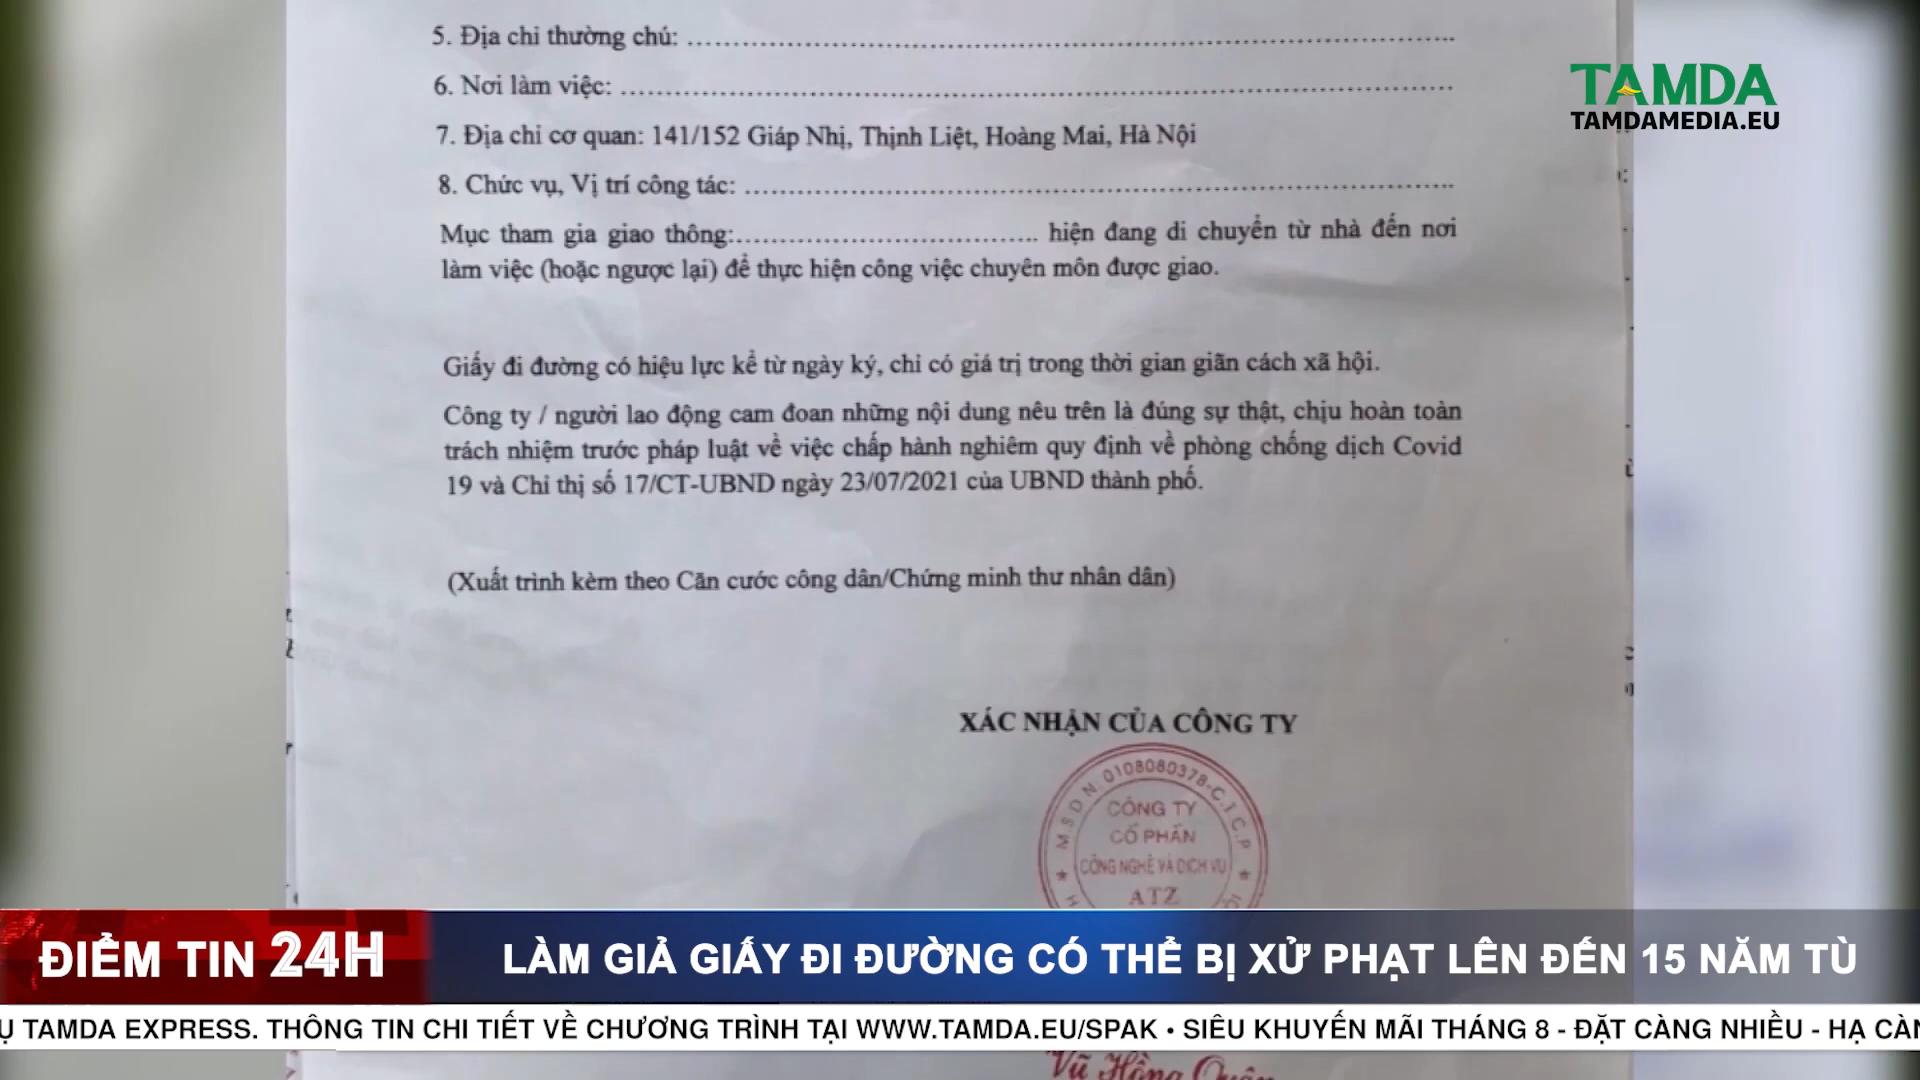 5. Địa chỉ thường chú: ........................................................................
6. Nơi làm việc: ........................................................................
7. Địa chỉ cơ quan: 141/152 Giáp Nhị, Thịnh Liệt, Hoàng Mai, Hà Nội
8. Chức vụ, Vị trí công tác: ........................................................................
Mục tham gia giao thông:.................................... hiện đang di chuyển từ nhà đến nơi
làm việc (hoặc ngược lại) để thực hiện công việc chuyên môn được giao.
Giấy đi đường có hiệu lực kể từ ngày ký, chỉ có giá trị trong thời gian giãn cách xã hội.
Công ty / người lao động cam đoan những nội dung nêu trên là đúng sự thật, chịu hoàn toàn
trách nhiệm trước pháp luật về việc chấp hành nghiêm quy định về phòng chống dịch Covid
19 và Chỉ thị số 17/CT-UBND ngày 23/07/2021 của UBND thành phố.
(Xuất trình kèm theo Căn cước công dân/Chứng minh thư nhân dân)
XÁC NHẬN CỦA CÔNG TY
M.S.D.N: 0108080378-C.T.C.P
CÔNG TY
CỔ PHẦN
CÔNG NGHỆ VÀ DỊCH VỤ
ATZ
Vũ Hồng Quân
TAMDA
TAMDAMEDIA.EU
ĐIỂM TIN 24H
LÀM GIẢ GIẤY ĐI ĐƯỜNG CÓ THỂ BỊ XỬ PHẠT LÊN ĐẾN 15 NĂM TÙ
Ụ TAMDA EXPRESS. THÔNG TIN CHI TIẾT VỀ CHƯƠNG TRÌNH TẠI WWW.TAMDA.EU/SPAK • SIÊU KHUYẾN MÃI THÁNG 8 - ĐẶT CÀNG NHIỀU - HẠ CÀN